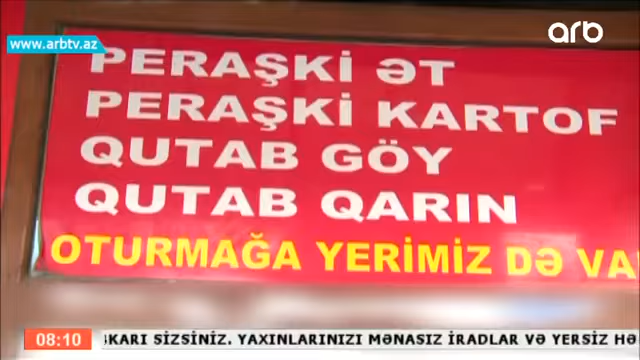 arb
www.arbtv.az
PERAŞKİ ƏT
PERAŞKİ KARTOF
QUTAB GÖY
QUTAB QARIN
OTURMAĞA YERİMİZ DƏ
08:10
SİZSİNİZ. YAXINLARINIZI MƏNASIZ İRADLAR VƏ YERSİZ